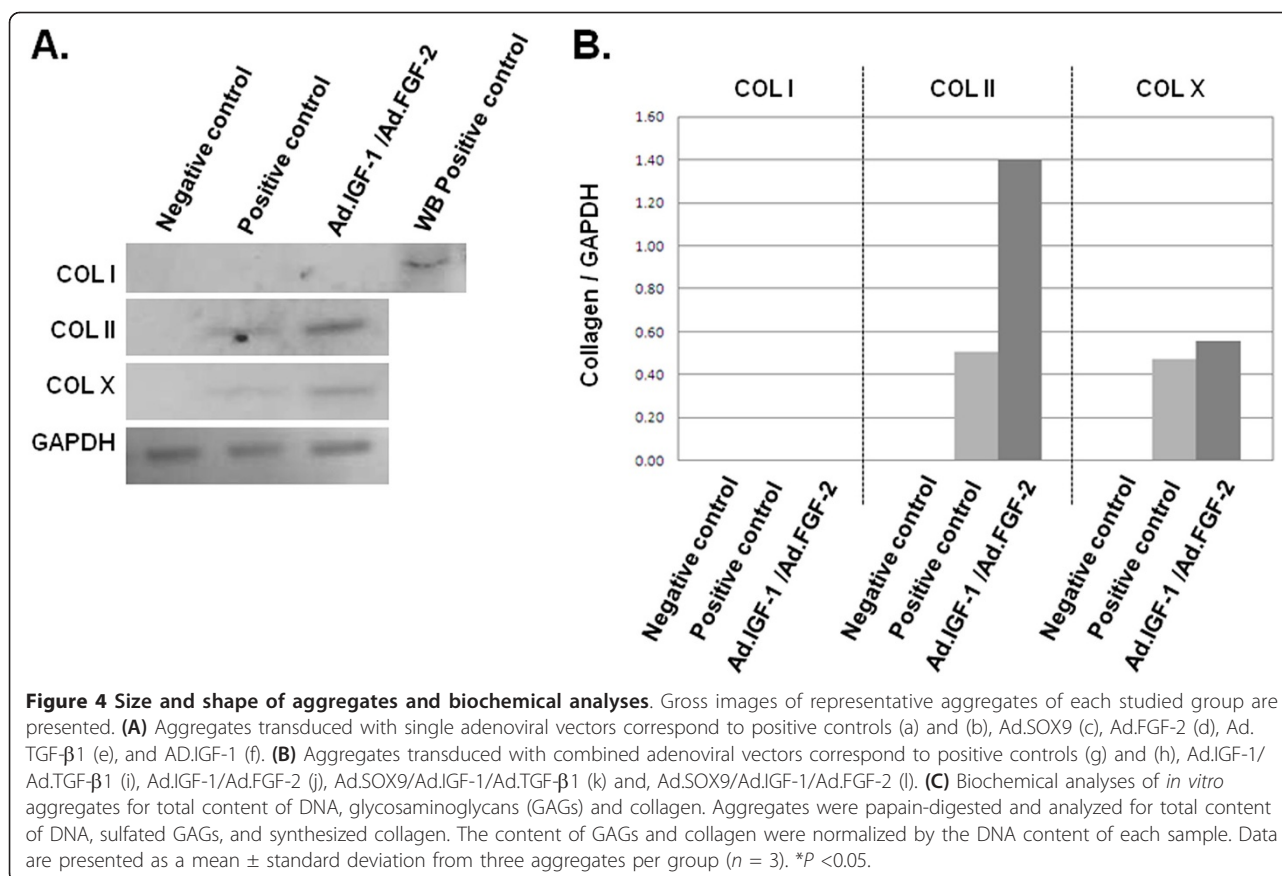 A.
Negative control
Positive control
Ad.IGF-1 /Ad.FGF-2
WB Positive control
COL I
COL II
COL X
GAPDH
B.
COL I COL II COL X
Collagen / GAPDH
1.60
1.40
1.20
1.00
0.80
0.60
0.40
0.20
0.00
Negative control
Positive control
Ad.IGF-1 /Ad.FGF-2
Negative control
Positive control
Ad.IGF-1 /Ad.FGF-2
Negative control
Positive control
Ad.IGF-1 /Ad.FGF-2
Figure 4 Size and shape of aggregates and biochemical analyses. Gross images of representative aggregates of each studied group are
presented. (A) Aggregates transduced with single adenoviral vectors correspond to positive controls (a) and (b), Ad.SOX9 (c), Ad.FGF-2 (d), Ad.
TGF-β1 (e), and AD.IGF-1 (f). (B) Aggregates transduced with combined adenoviral vectors correspond to positive controls (g) and (h), Ad.IGF-1/
Ad.TGF-β1 (i), Ad.IGF-1/Ad.FGF-2 (j), Ad.SOX9/Ad.IGF-1/Ad.TGF-β1 (k) and, Ad.SOX9/Ad.IGF-1/Ad.FGF-2 (l). (C) Biochemical analyses of in vitro
aggregates for total content of DNA, glycosaminoglycans (GAGs) and collagen. Aggregates were papain-digested and analyzed for total content
of DNA, sulfated GAGs, and synthesized collagen. The content of GAGs and collagen were normalized by the DNA content of each sample. Data
are presented as a mean ± standard deviation from three aggregates per group (n = 3). *P <0.05.